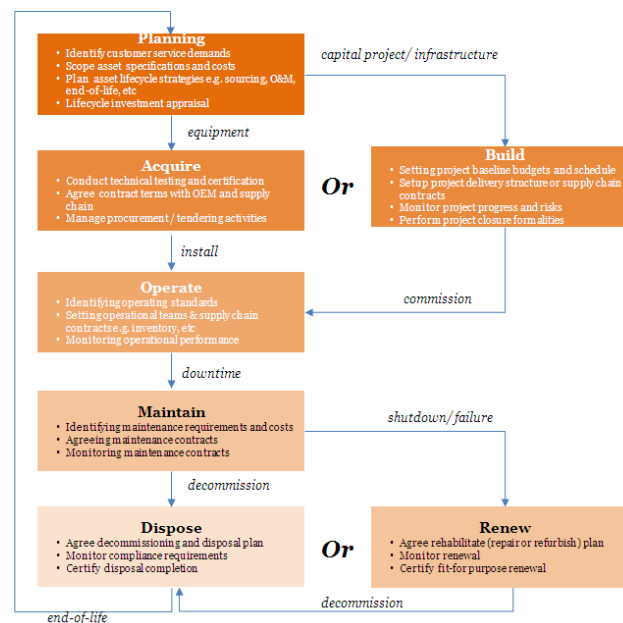 Planning
• Identify customer service demands
• Scope asset specifications and costs
• Plan asset lifecycle strategies e.g. sourcing, O&M,
end-of-life, etc
• Lifecycle investment appraisal
capital project/ infrastructure
equipment
Acquire
• Conduct technical testing and certification
• Agree contract terms with OEM and supply
chain
• Manage procurement / tendering activities
Or
Build
• Setting project baseline budgets and schedule
• Setup project delivery structure or supply chain
contracts
• Monitor project progress and risks
• Perform project closure formalities
install
commission
Operate
• Identifying operating standards
• Setting operational teams & supply chain
contracts e.g. inventory, etc
• Monitoring operational performance
downtime
Maintain
• Identifying maintenance requirements and costs
• Agreeing maintenance contracts
• Monitoring maintenance contracts
shutdown/ failure
decommission
Dispose
• Agree decommissioning and disposal plan
• Monitor compliance requirements
• Certify disposal completion
Or
Renew
• Agree rehabilitate (repair or refurbish) plan
• Monitor renewal
• Certify fit-for purpose renewal
decommission
end-of-life